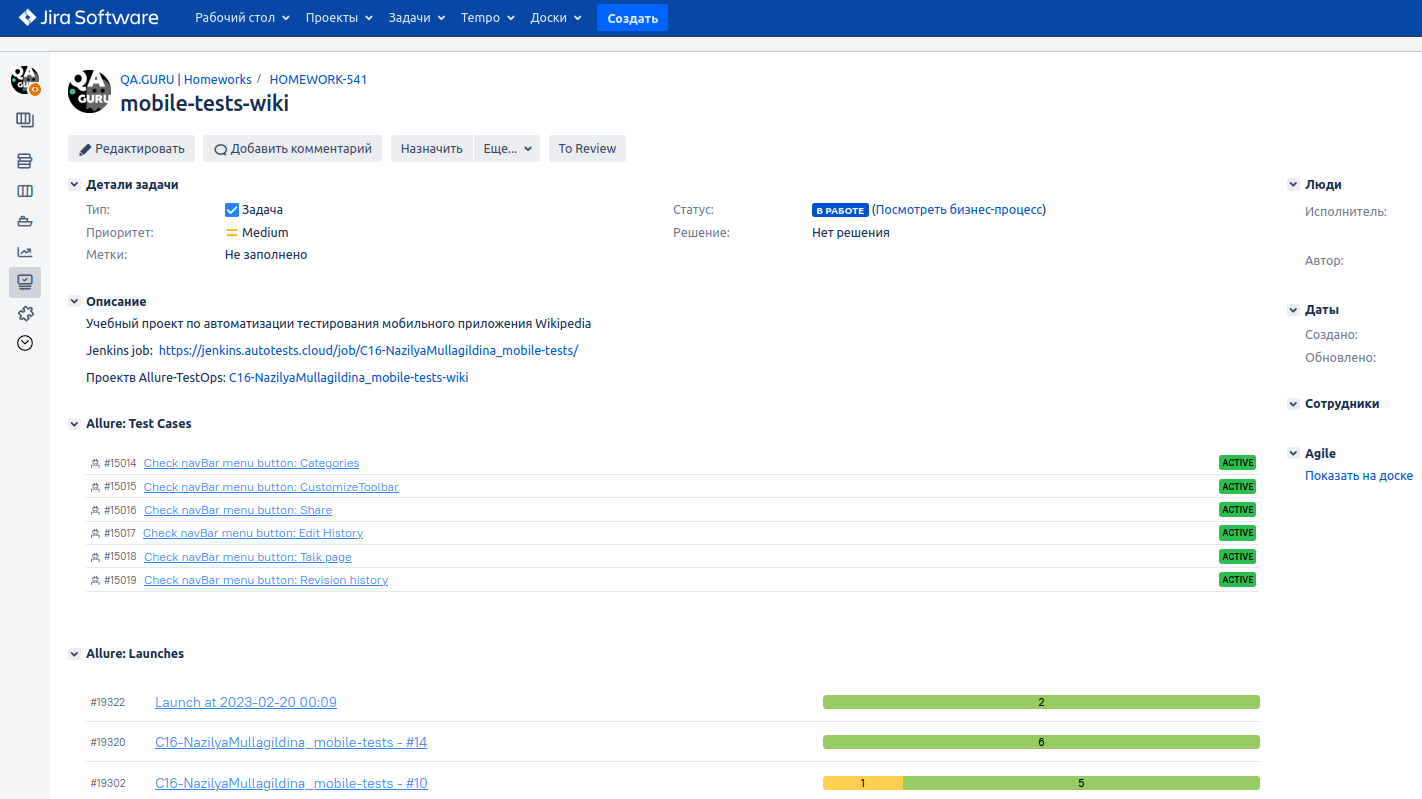 Jira Software Рабочий стол Проекты Задачи Tempo Доски Создать
QA.GURU | Homeworks / HOMEWORK-541
mobile-tests-wiki
Редактировать Добавить комментарий Назначить Еще... To Review
Детали задачи
Тип: Задача Статус: В РАБОТЕ (Посмотреть бизнес-процесс)
Приоритет: Medium Решение: Нет решения
Метки: Не заполнено
Описание
Учебный проект по автоматизации тестирования мобильного приложения Wikipedia
Jenkins job: https://jenkins.autotests.cloud/job/C16-NazilyaMullagildina_mobile-tests/
Проектв Allure-TestOps: C16-NazilyaMullagildina_mobile-tests-wiki
Allure: Test Cases
#15014 Check navBar menu button: Categories ACTIVE
#15015 Check navBar menu button: CustomizeToolbar ACTIVE
#15016 Check navBar menu button: Share ACTIVE
#15017 Check navBar menu button: Edit History ACTIVE
#15018 Check navBar menu button: Talk page ACTIVE
#15019 Check navBar menu button: Revision history ACTIVE
Allure: Launches
#19322 Launch at 2023-02-20 00:09 2
#19320 C16-NazilyaMullagildina_mobile-tests - #14 6
#19302 C16-NazilyaMullagildina_mobile-tests - #10 1 5
Люди
Исполнитель:
Автор:
Даты
Создано:
Обновлено:
Сотрудники
Agile
Показать на доске
QA
GURU
QA
GURU